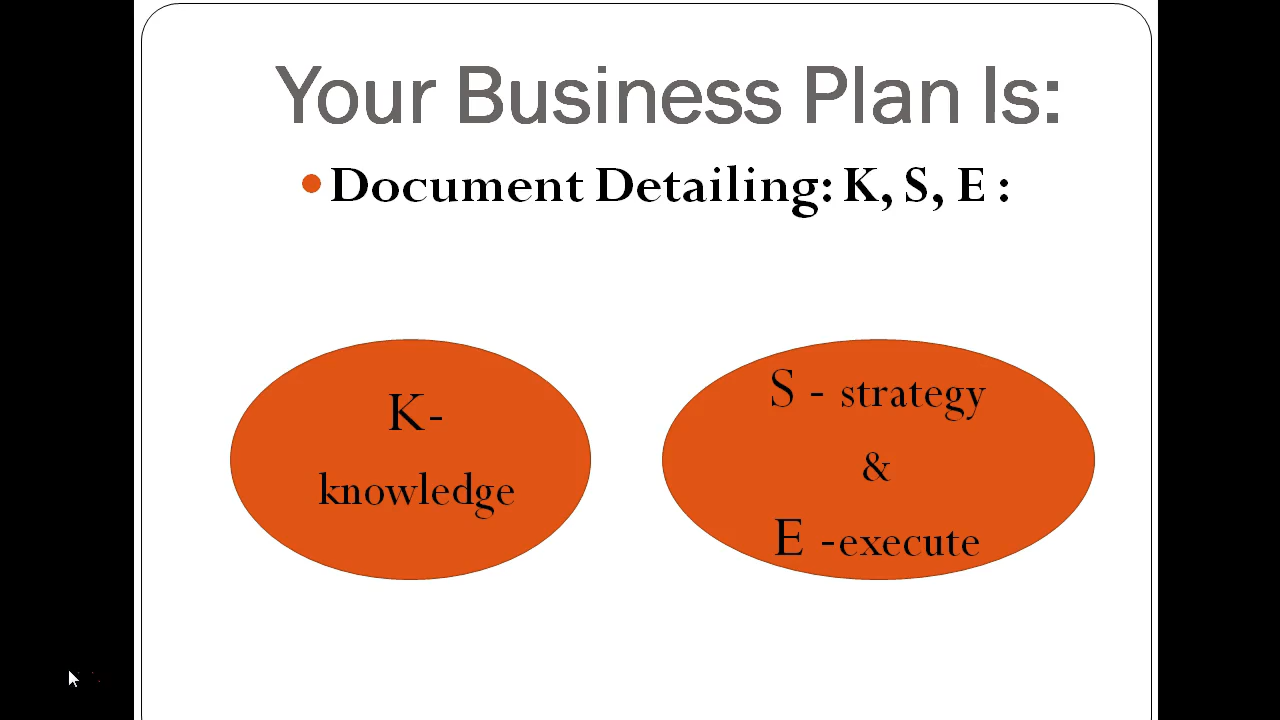 Your Business Plan Is:
Document Detailing: K, S, E :
K-
knowledge
S - strategy
&
E -execute